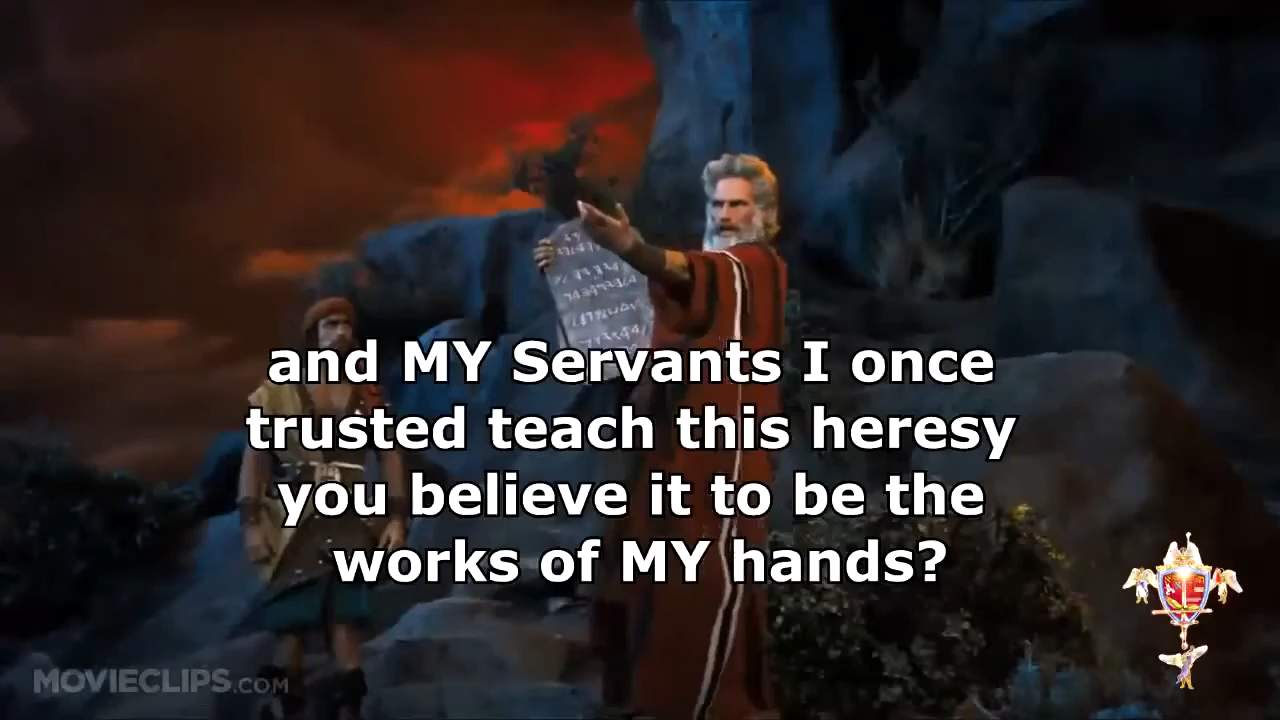 and MY Servants I once
trusted teach this heresy
you believe it to be the
works of MY hands?
MOVIECLIPS.COM